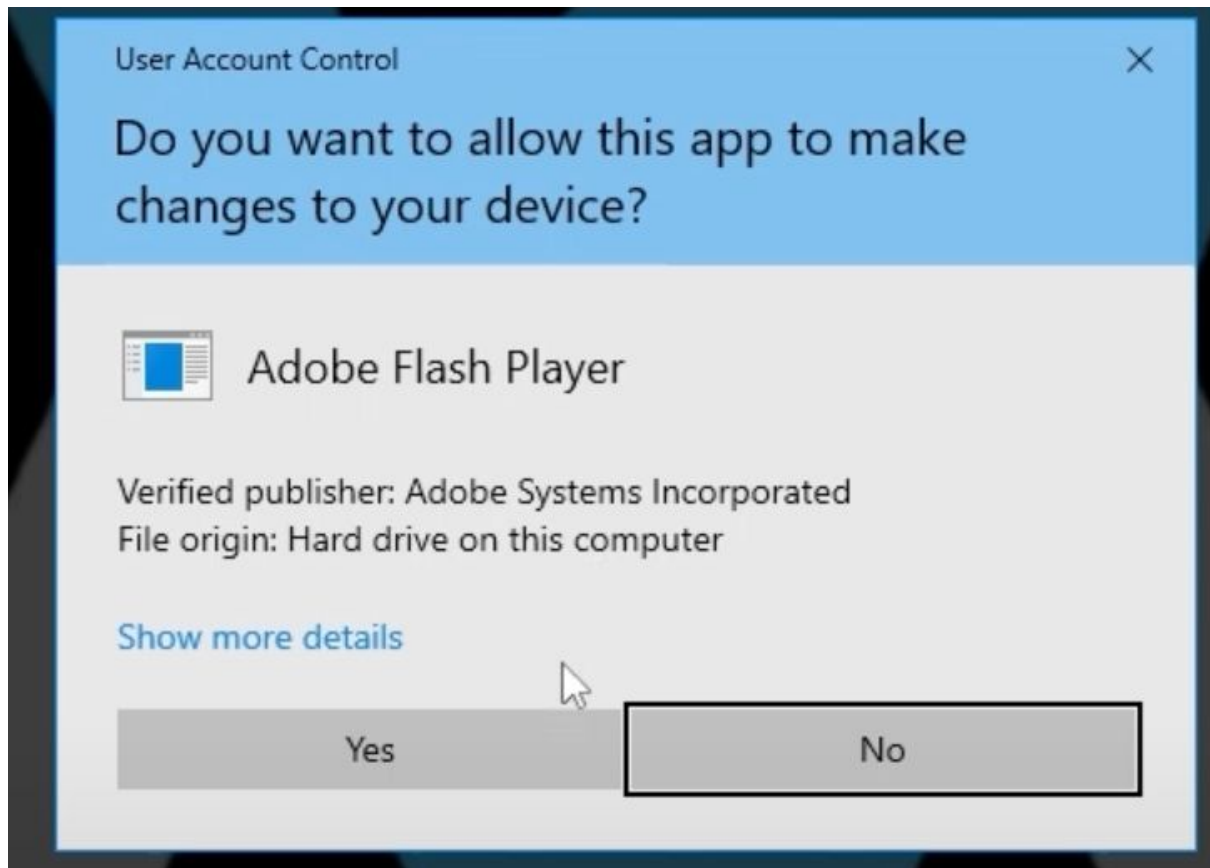 User Account Control
Do you want to allow this app to make
changes to your device?
Adobe Flash Player
Verified publisher: Adobe Systems Incorporated
File origin: Hard drive on this computer
Show more details
Yes
No